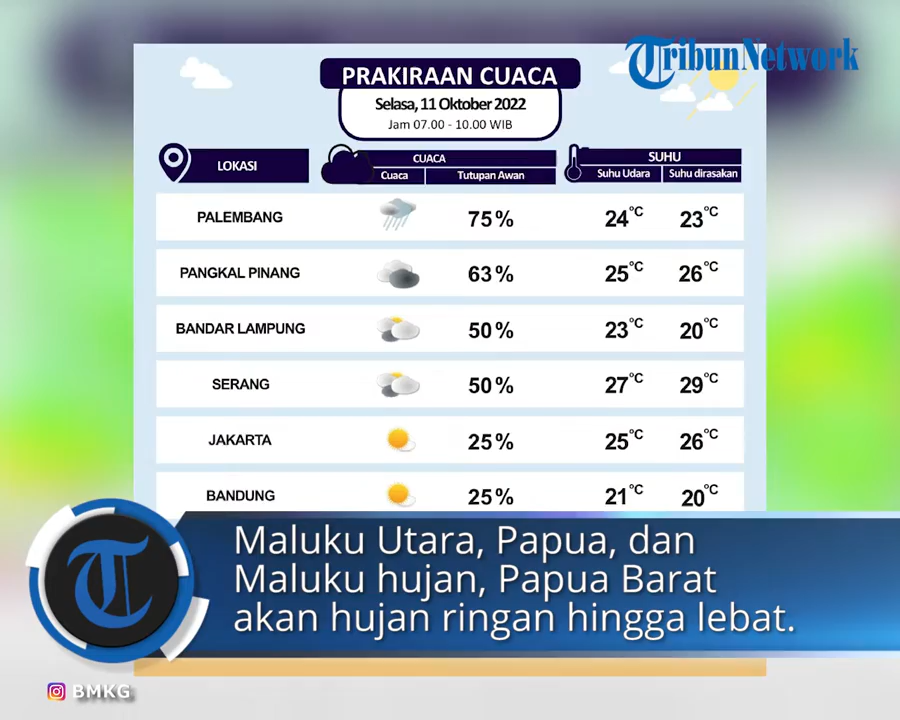 TribunNetwork
PRAKIRAAN CUACA
Selasa, 11 Oktober 2022
Jam 07.00 - 10.00 WIB
LOKASI CUACA SUHU
Cuaca Tutupan Awan Suhu Udara Suhu dirasakan
PALEMBANG 75% 24°C 23°C
PANGKAL PINANG 63% 25°C 26°C
BANDAR LAMPUNG 50% 23°C 20°C
SERANG 50% 27°C 29°C
JAKARTA 25% 25°C 26°C
BANDUNG 25% 21°C 20°C
Maluku Utara, Papua, dan
Maluku hujan, Papua Barat
akan hujan ringan hingga lebat.
T
BMKG